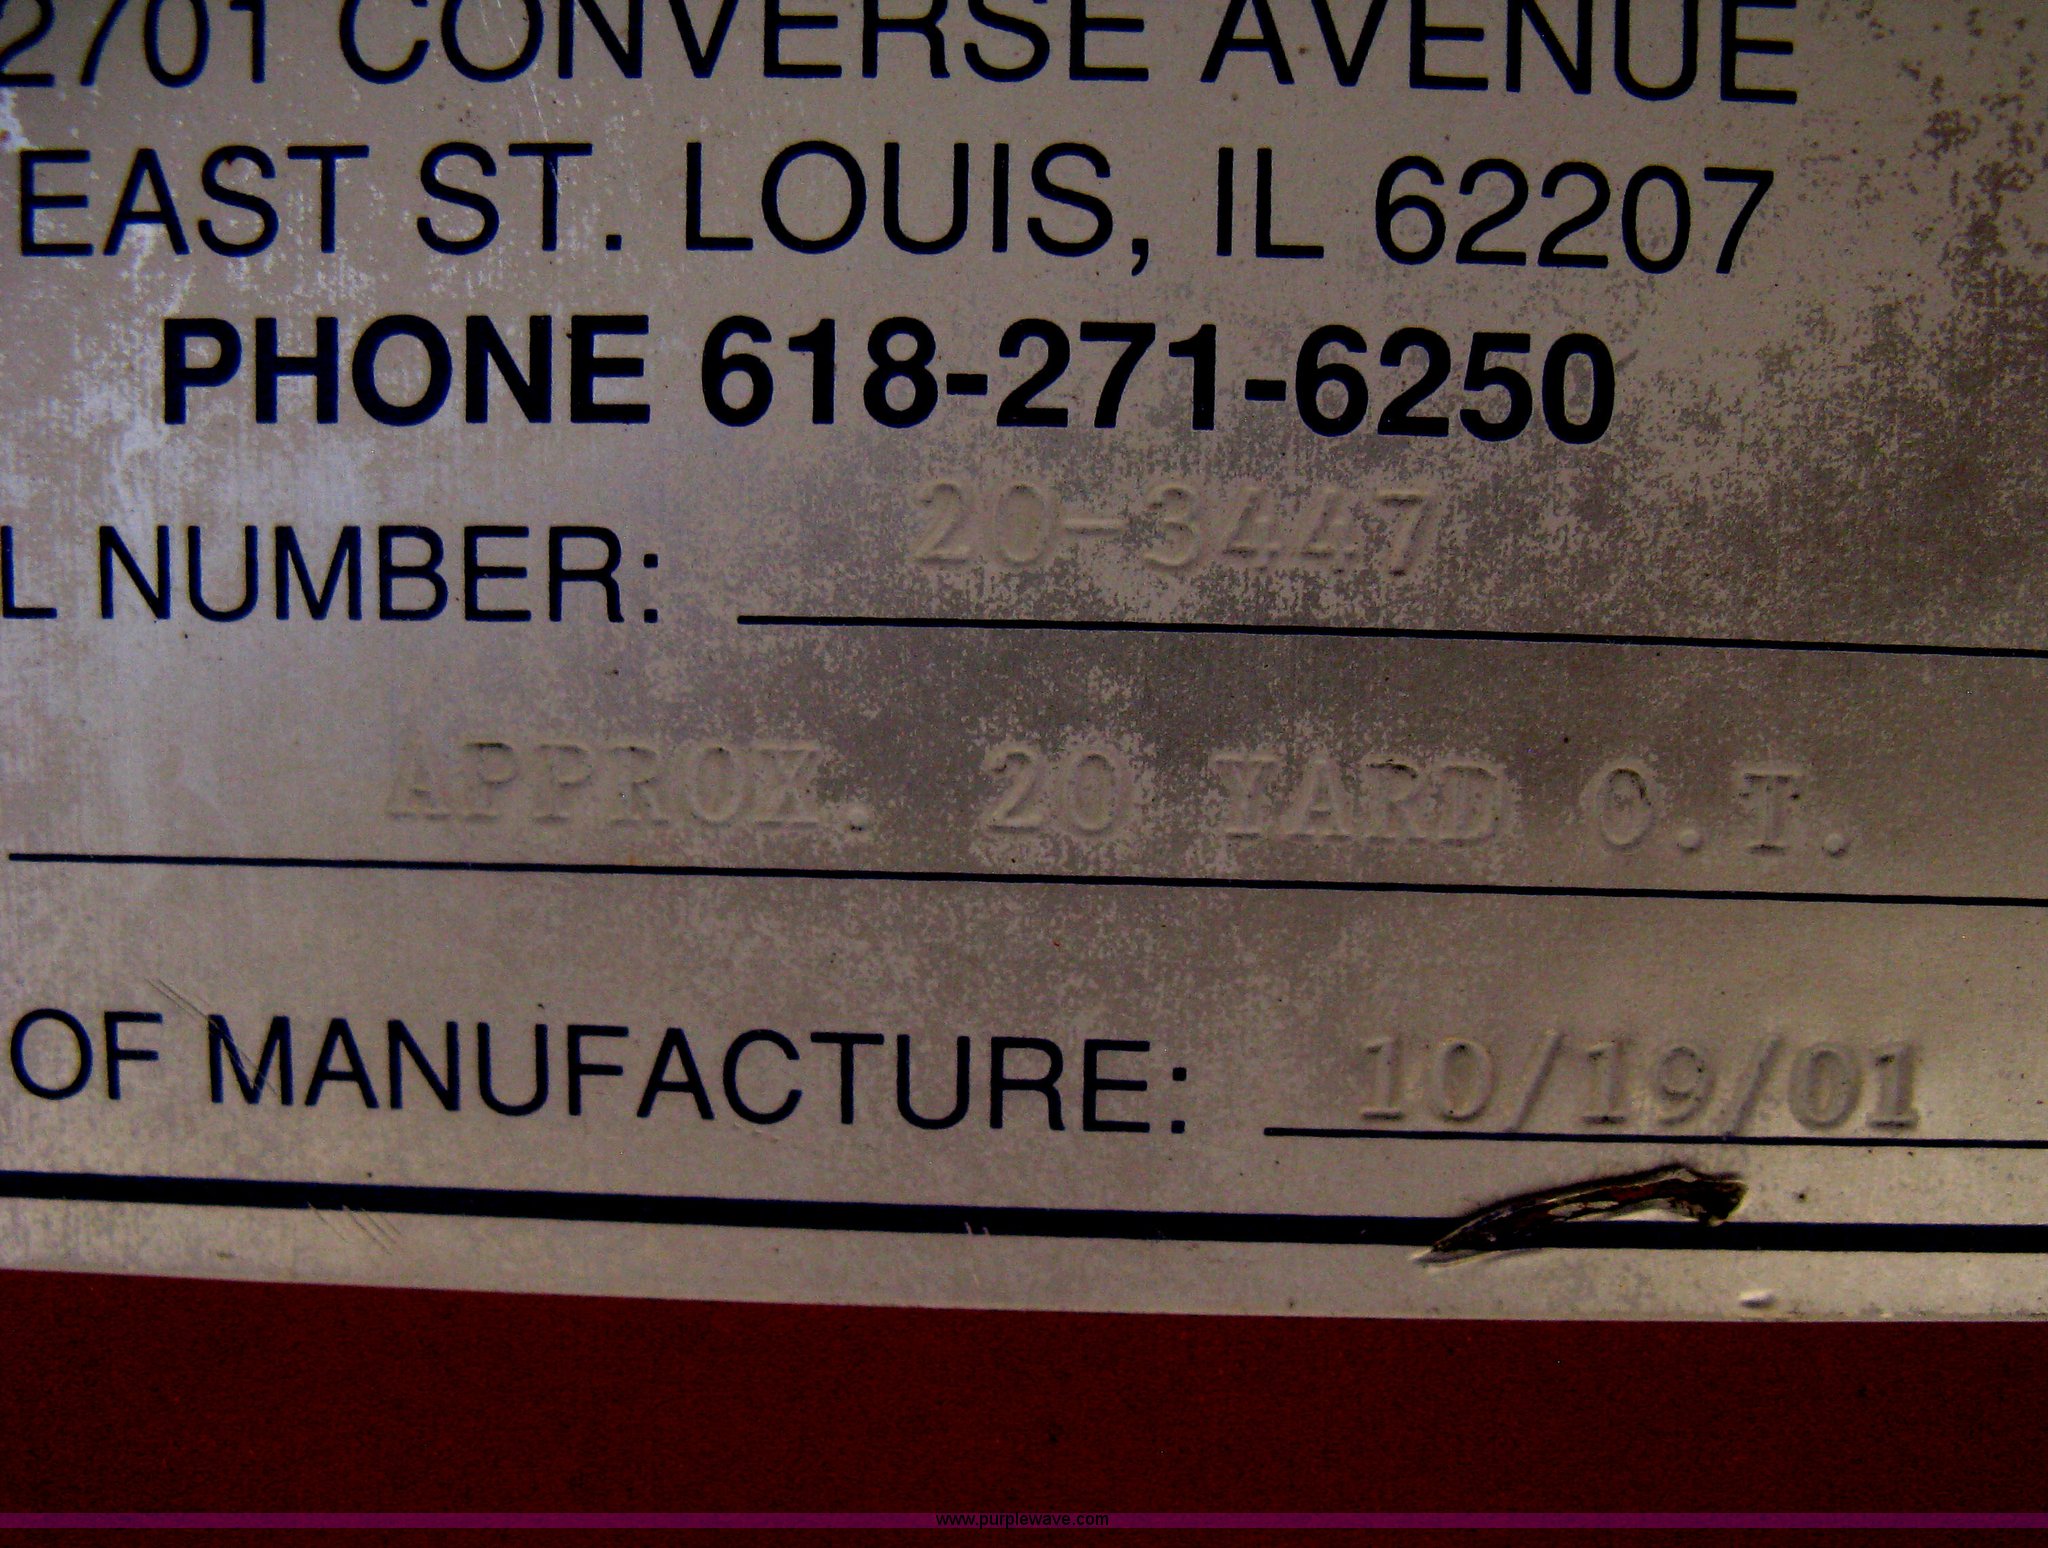 2701 CONVERSE AVENUE
EAST ST. LOUIS, IL 62207
PHONE 618-271-6250
L NUMBER: 20-3447
APPROX. 20 YARD O.T.
OF MANUFACTURE: 10/19/01
www.purplewave.com